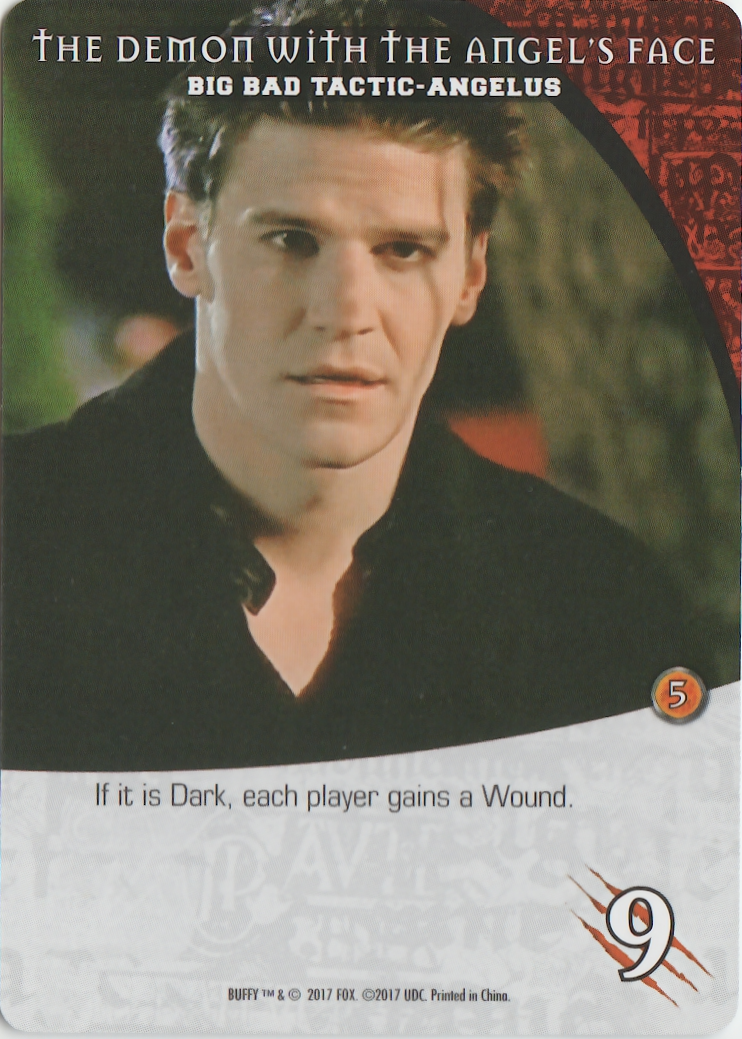 THE DEMON WITH THE ANGEL'S FACE
BIG BAD TACTIC-ANGELUS
5
If it is Dark, each player gains a Wound.
9
BUFFY ™ & © 2017 FOX. ©2017 UDC. Printed in China.